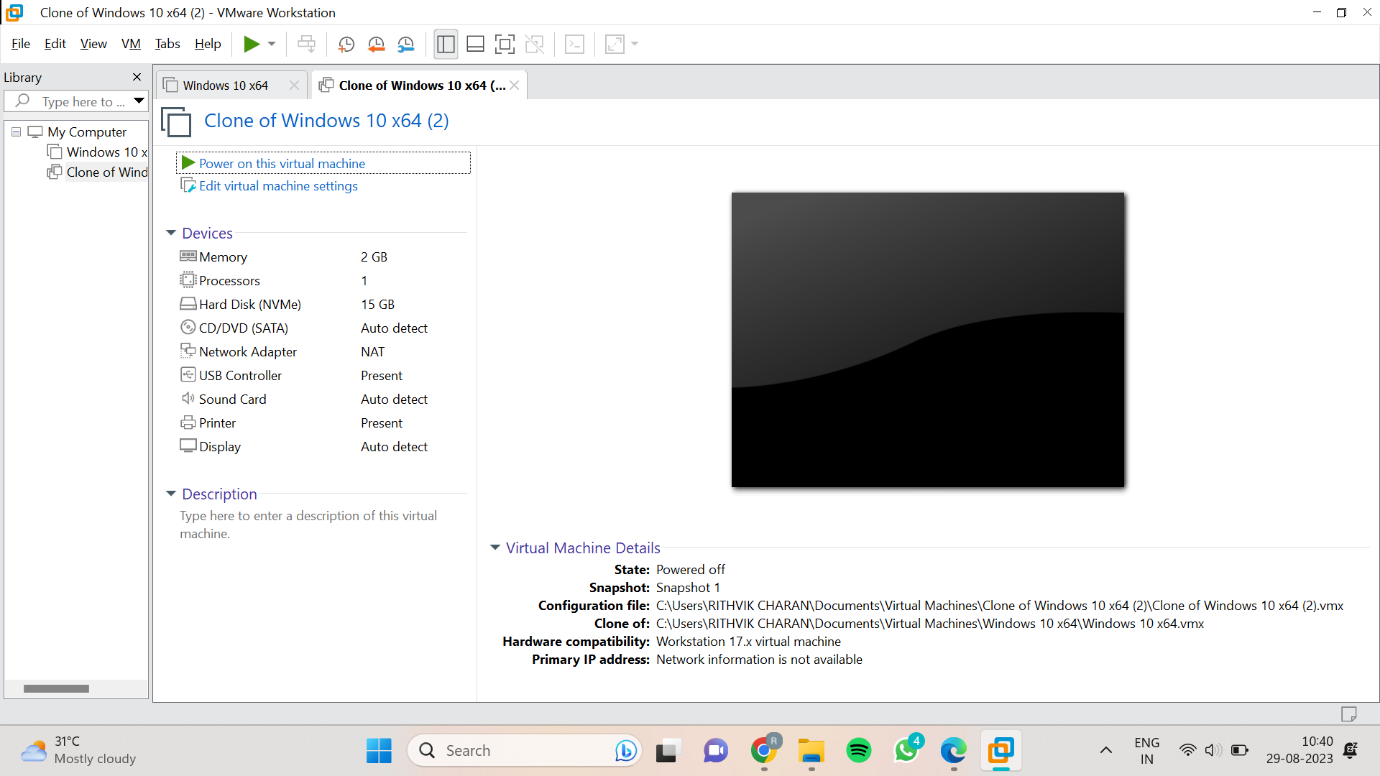 Clone of Windows 10 x64 (2) - VMware Workstation
File Edit View VM Tabs Help
Library
Type here to ...
My Computer
Windows 10 x
Clone of Wind
Windows 10 x64
Clone of Windows 10 x64 (...
Clone of Windows 10 x64 (2)
Power on this virtual machine
Edit virtual machine settings
Devices
Memory 2 GB
Processors 1
Hard Disk (NVMe) 15 GB
CD/DVD (SATA) Auto detect
Network Adapter NAT
USB Controller Present
Sound Card Auto detect
Printer Present
Display Auto detect
Description
Type here to enter a description of this virtual
machine.
Virtual Machine Details
State: Powered off
Snapshot: Snapshot 1
Configuration file: C:\Users\RITHVIK CHARAN\Documents\Virtual Machines\Clone of Windows 10 x64 (2)\Clone of Windows 10 x64 (2).vmx
Clone of: C:\Users\RITHVIK CHARAN\Documents\Virtual Machines\Windows 10 x64\Windows 10 x64.vmx
Hardware compatibility: Workstation 17.x virtual machine
Primary IP address: Network information is not available
31°C
Mostly cloudy
Search
R
4
ENG
IN
10:40
29-08-2023